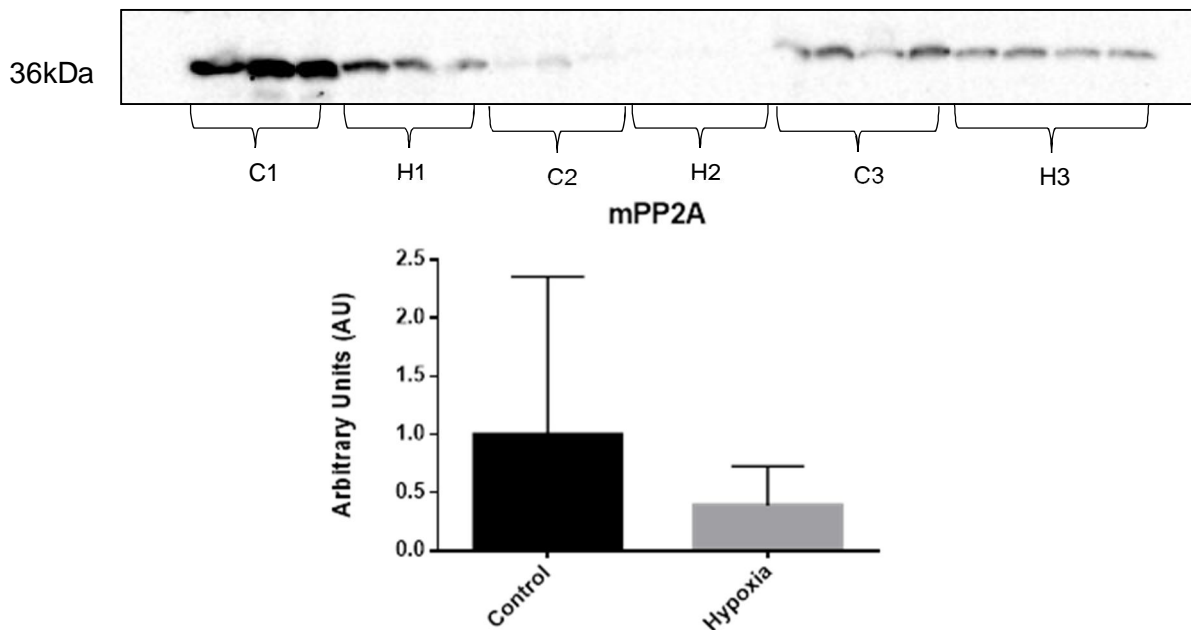 36kDa
C1 H1 C2 H2 C3 H3
mPP2A
Arbitrary Units (AU)
2.5
2.0
1.5
1.0
0.5
0.0
Control Hypoxia